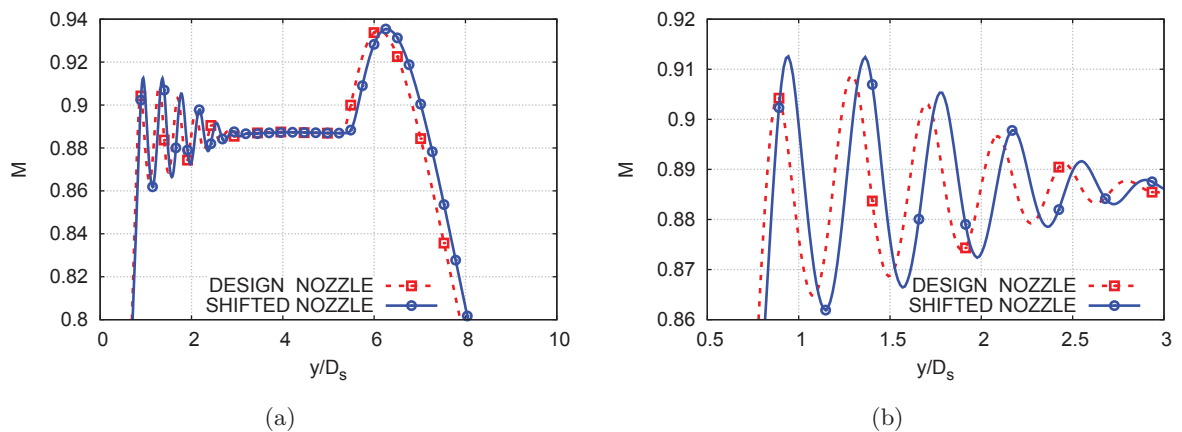 0.94
0.92
0.9
0.88
0.86
0.84
0.82
0.8
M
0 2 4 6 8 10
y/Ds
DESIGN NOZZLE
SHIFTED NOZZLE
(a)
0.92
0.91
0.9
0.89
0.88
0.87
0.86
M
0.5 1 1.5 2 2.5 3
y/Ds
DESIGN NOZZLE
SHIFTED NOZZLE
(b)